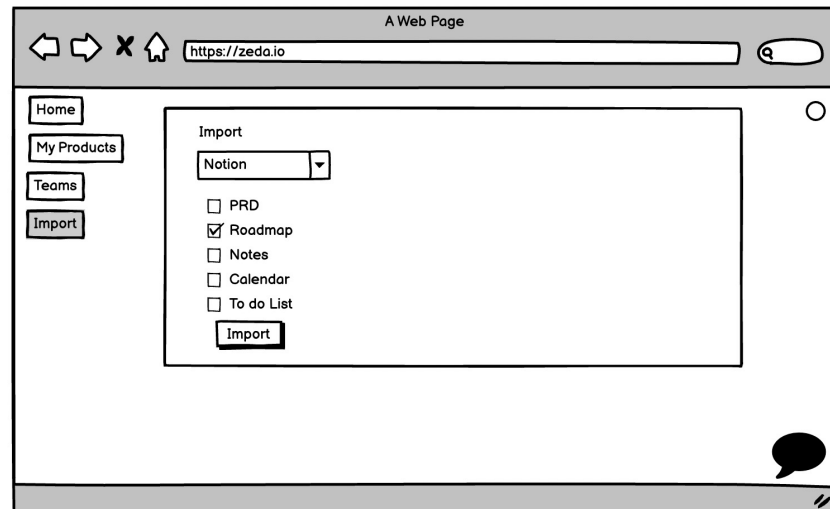 A Web Page
https://zeda.io
Home
My Products
Teams
Import
Import
Notion
PRD
Roadmap
Notes
Calendar
To do List
Import